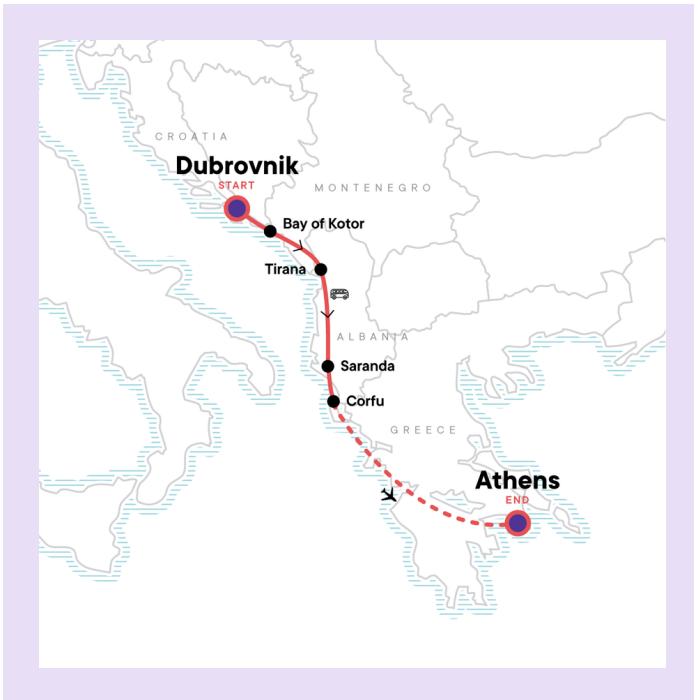 CROATIA
Dubrovnik
START
MONTENEGRO
Bay of Kotor
Tirana
ALBANIA
Saranda
Corfu
GREECE
Athens
END